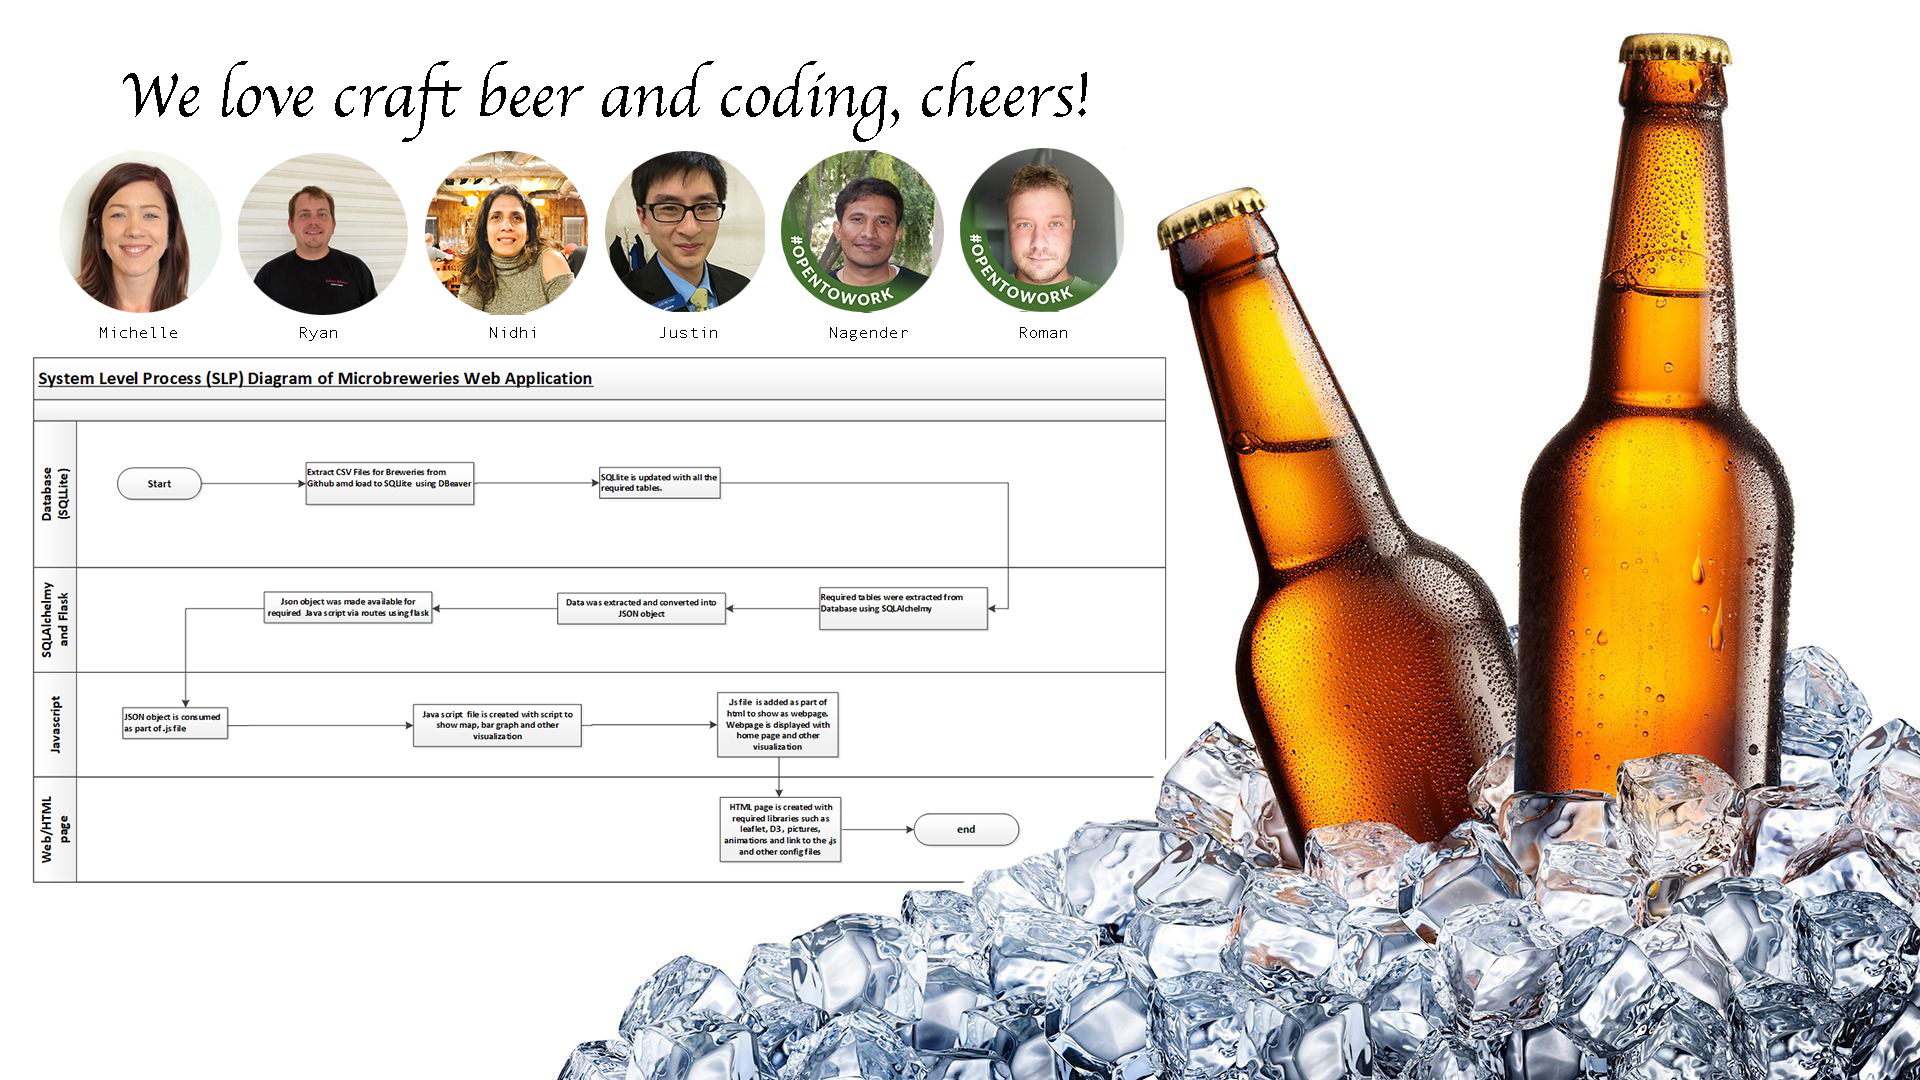 We love craft beer and coding, cheers!
#OPENTOWORK
#OPENTOWORK
Michelle
Ryan
Nidhi
Justin
Nagender
Roman
System Level Process (SLP) Diagram of Microbreweries Web Application
Database
(SQLLite)
Start
Extract CSV Files for Breweries from
Github amd load to SQLlite using DBeaver
SQLlite is updated with all the
required tables.
SQLAlchelmy
and Flask
Json object was made available for
required Java script via routes using flask
Data was extracted and converted into
JSON object
Required tables were extracted from
Database using SQLAlchelmy
Javascript
JSON object is consumed
as part of .js file
Java script file is created with script to
show map, bar graph and other
visualization
Js file is added as part of
html to show as webpage.
Webpage is displayed with
home page and other
visualization
Web/HTML
page
HTML page is created with
required libraries such as
leaflet, D3, pictures,
animations and link to the .js
and other config files
end